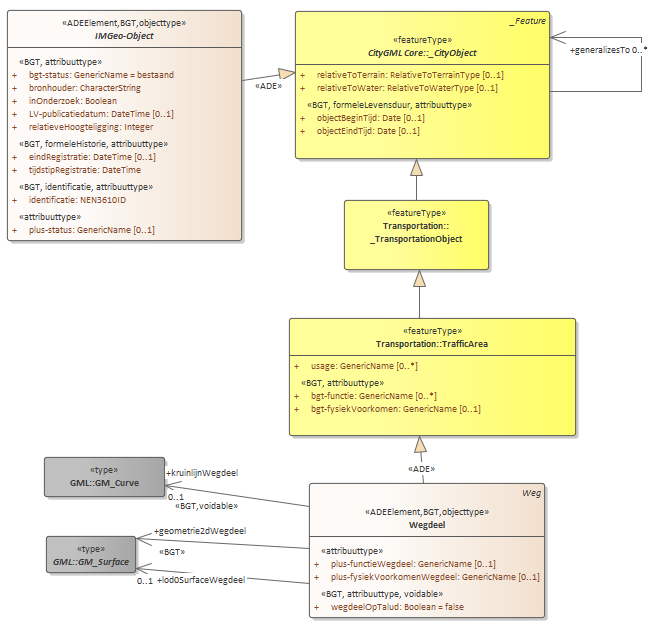 «ADEElement,BGT,objecttype»
IMGeo-Object
«BGT, attribuuttype»
+ bgt-status: GenericName = bestaand
+ bronhouder: CharacterString
+ inOnderzoek: Boolean
+ LV-publicatiedatum: DateTime [0..1]
+ relatieveHoogteligging: Integer
«BGT, formeleHistorie, attribuuttype»
+ eindRegistratie: DateTime [0..1]
+ tijdstipRegistratie: DateTime
«BGT, identificatie, attribuuttype»
+ identificatie: NEN3610ID
«attribuuttype»
+ plus-status: GenericName [0..1]
«ADE»
_Feature
«featureType»
CityGML Core::_CityObject
+ relativeToTerrain: RelativeToTerrainType [0..1]
+ relativeToWater: RelativeToWaterType [0..1]
«BGT, formeleLevensduur, attribuuttype»
+ objectBeginTijd: Date [0..1]
+ objectEindTijd: Date [0..1]
+generalizesTo 0..*
«featureType»
Transportation::
_TransportationObject
«featureType»
Transportation::TrafficArea
+ usage: GenericName [0..*]
«BGT, attribuuttype»
+ bgt-functie: GenericName [0..*]
+ bgt-fysiekVoorkomen: GenericName [0..1]
«ADE»
«type»
GML::GM_Curve
+kruinlijnWegdeel
0..1
«BGT,voidable»
«type»
GML::GM_Surface
+geometrie2dWegdeel
«BGT»
0..1 +lod0SurfaceWegdeel
Weg
«ADEElement,BGT,objecttype»
Wegdeel
«attribuuttype»
+ plus-functieWegdeel: GenericName [0..1]
+ plus-fysiekVoorkomenWegdeel: GenericName [0..1]
«BGT, attribuuttype, voidable»
+ wegdeelOpTalud: Boolean = false